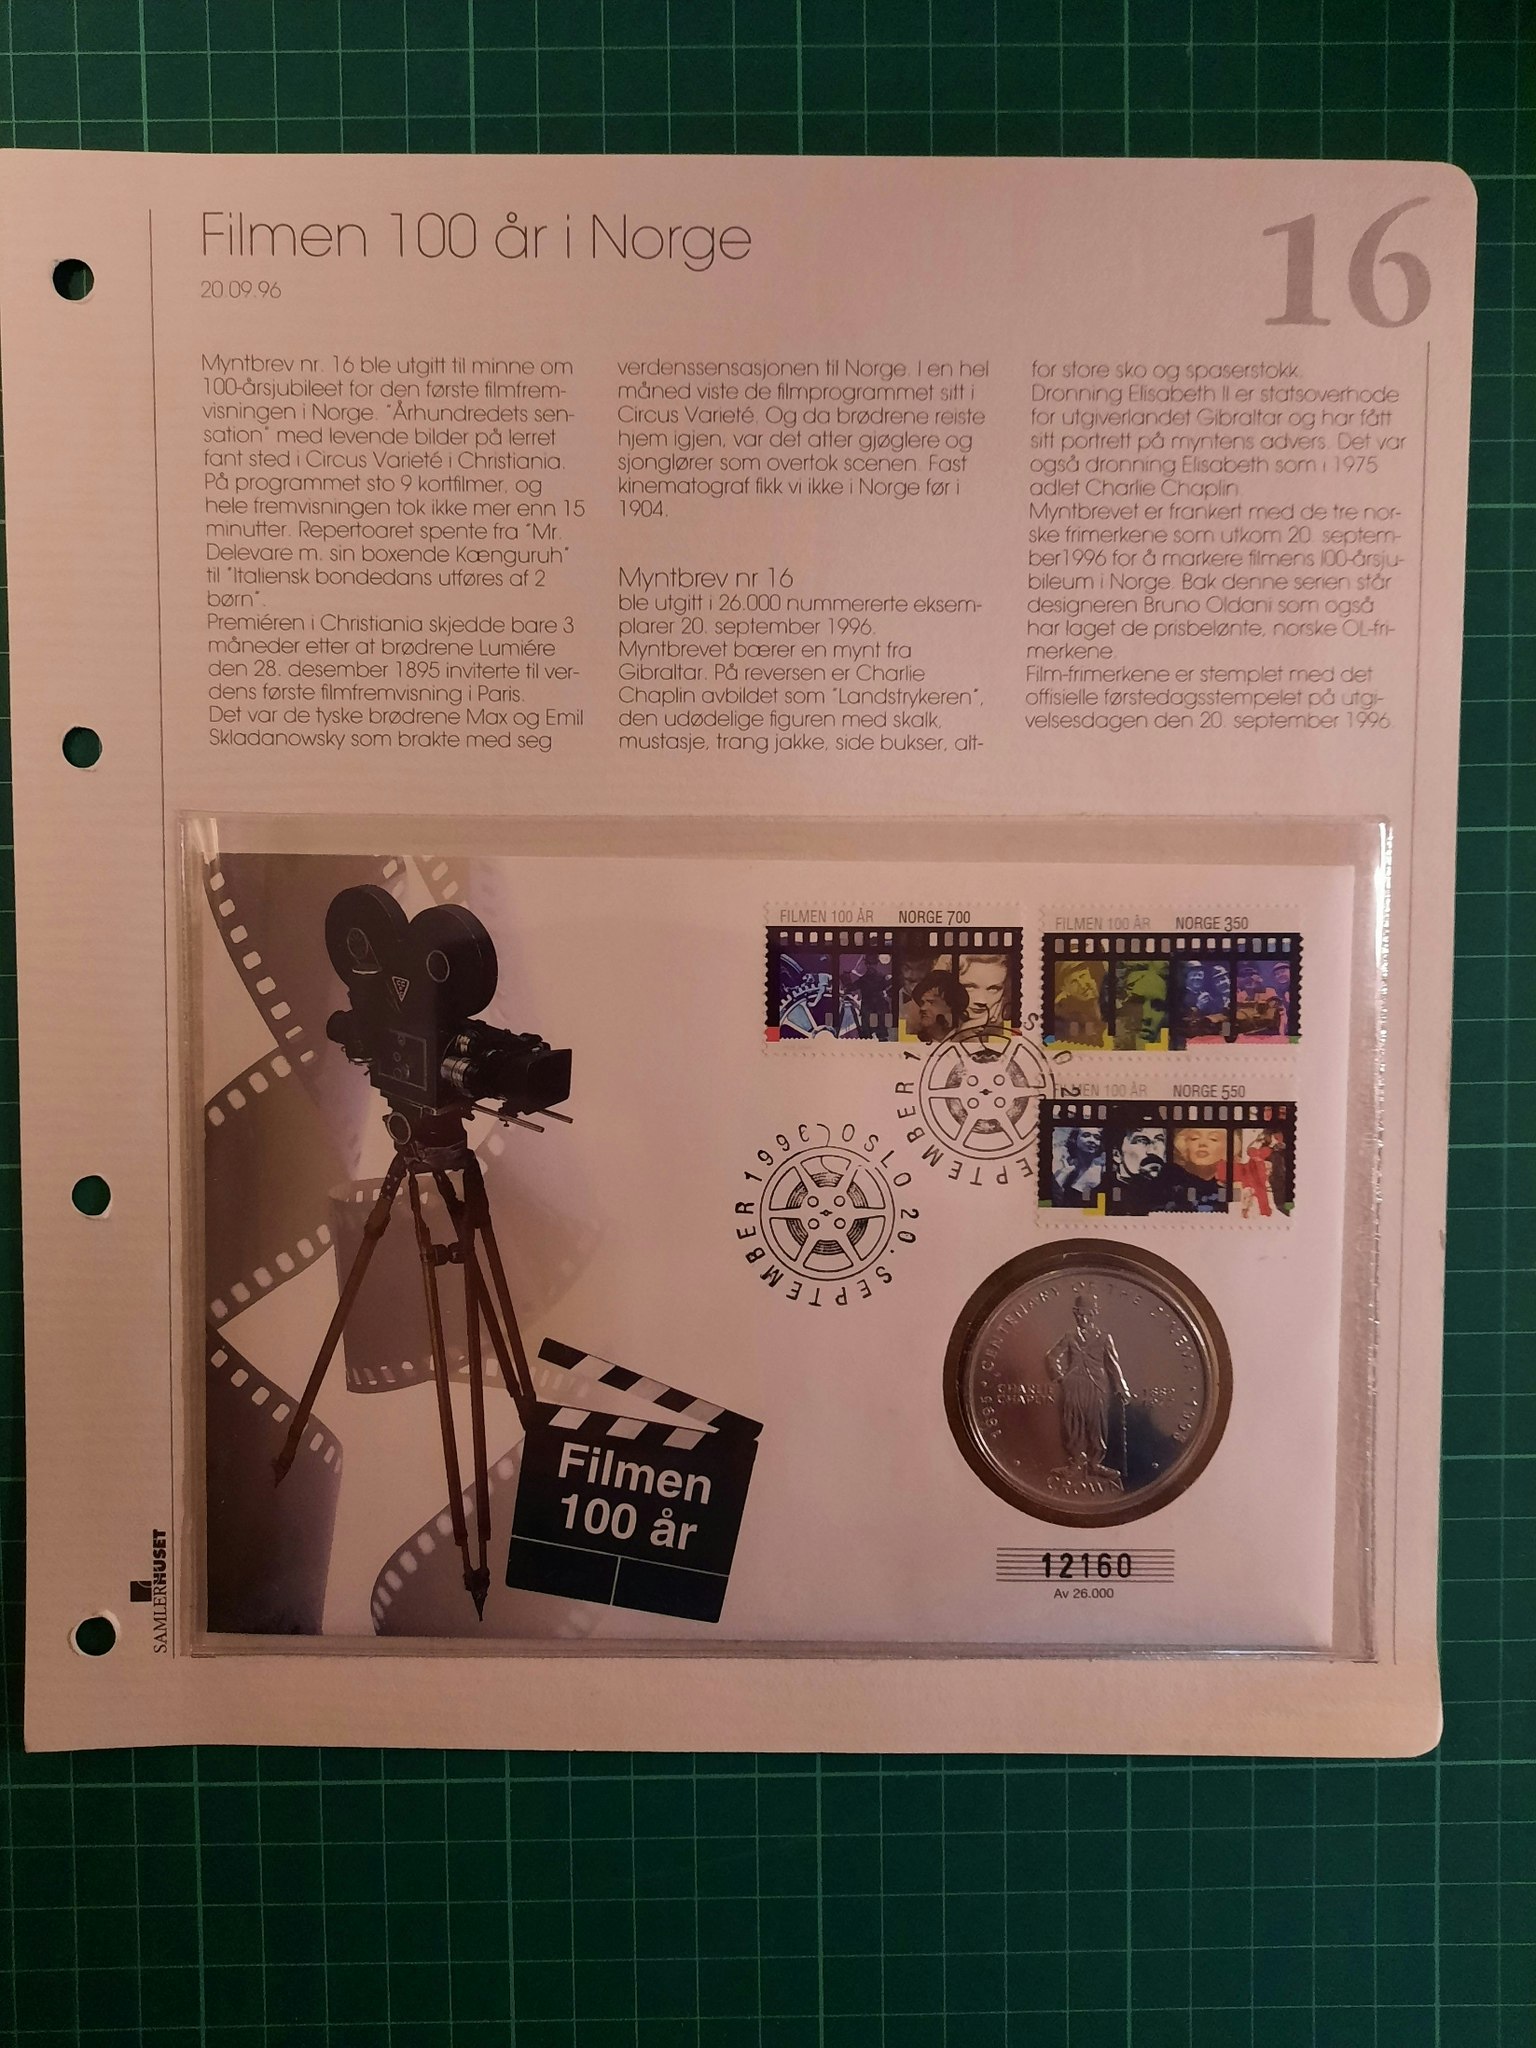 Filmen 100 år i Norge
20.09.96
16
Myntbrev nr. 16 ble utgitt til minne om
100-årsjubileet for den første filmfrem-
visningen i Norge. "Århundredets sen-
sation" med levende bilder på lerret
fant sted i Circus Varieté i Christiania.
På programmet sto 9 kortfilmer, og
hele fremvisningen tok ikke mer enn 15
minutter. Repertoaret spente fra "Mr.
Delevare m. sin boxende Kænguruh"
til "Italiensk bondedans utføres af 2
børn".
Premiéren i Christiania skjedde bare 3
måneder etter at brødrene Lumiére
den 28. desember 1895 inviterte til ver-
dens første filmfremvisning i Paris.
Det var de tyske brødrene Max og Emil
Skladanowsky som brakte med seg
verdenssensasjonen til Norge. I en hel
måned viste de filmprogrammet sitt i
Circus Varieté. Og da brødrene reiste
hjem igjen, var det atter gjøglere og
sjonglører som overtok scenen. Fast
kinematograf fikk vi ikke i Norge før i
1904.
Myntbrev nr 16
ble utgitt i 26.000 nummererte eksem-
plarer 20. september 1996.
Myntbrevet bærer en mynt fra
Gibraltar. På reversen er Charlie
Chaplin avbildet som "Landstrykeren",
den udødelige figuren med skalk,
mustasje, trang jakke, side bukser, alt-
for store sko og spaserstokk.
Dronning Elisabeth II er statsoverhode
for utgiverlandet Gibraltar og har fått
sitt portrett på myntens advers. Det var
også dronning Elisabeth som i 1975
adlet Charlie Chaplin.
Myntbrevet er frankert med de tre nor-
ske frimerkene som utkom 20. septem-
ber1996 for å markere filmens 100-årsju-
bileum i Norge. Bak denne serien står
designeren Bruno Oldani som også
har laget de prisbelønte, norske OL-fri-
merkene.
Film-frimerkene er stemplet med det
offisielle førstedagsstempelet på utgi-
velsesdagen den 20. september 1996.
FILMEN 100 ÅR NORGE 700
FILMEN 100 ÅR NORGE 350
FILMEN 100 ÅR NORGE 550
OSLO 20. SEPTEMBER 1996
1895 · CENTENARY OF THE CINEMA · 1995
CHARLIE
CHAPLIN
CROWN
Filmen
100 år
12160
Av 26.000
SAMLERHUSET